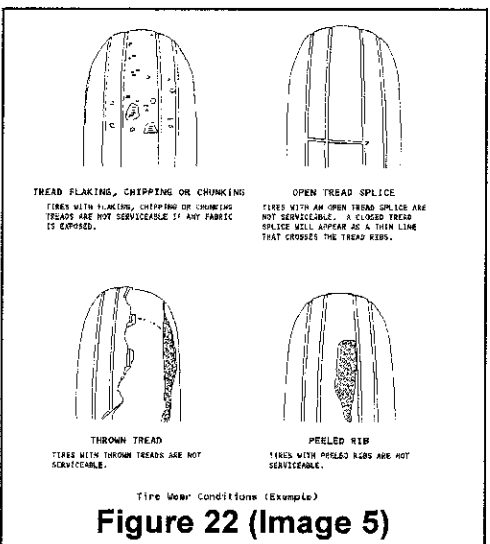 TREAD FLAKING, CHIPPING OR CHUNKING
TIRES WITH FLAKING, CHIPPING OR CHUNKING
TREADS ARE NOT SERVICEABLE IF ANY FABRIC
IS EXPOSED.
OPEN TREAD SPLICE
TIRES WITH AN OPEN TREAD SPLICE ARE
NOT SERVICEABLE. A CLOSED TREAD
SPLICE WILL APPEAR AS A THIN LINE
THAT CROSSES THE TREAD RIBS.
THROWN TREAD
TIRES WITH THROWN TREADS ARE NOT
SERVICEABLE.
PEELED RIB
TIRES WITH PEELED RIBS ARE NOT
SERVICEABLE.
Tire Wear Conditions (Example)
Figure 22 (Image 5)